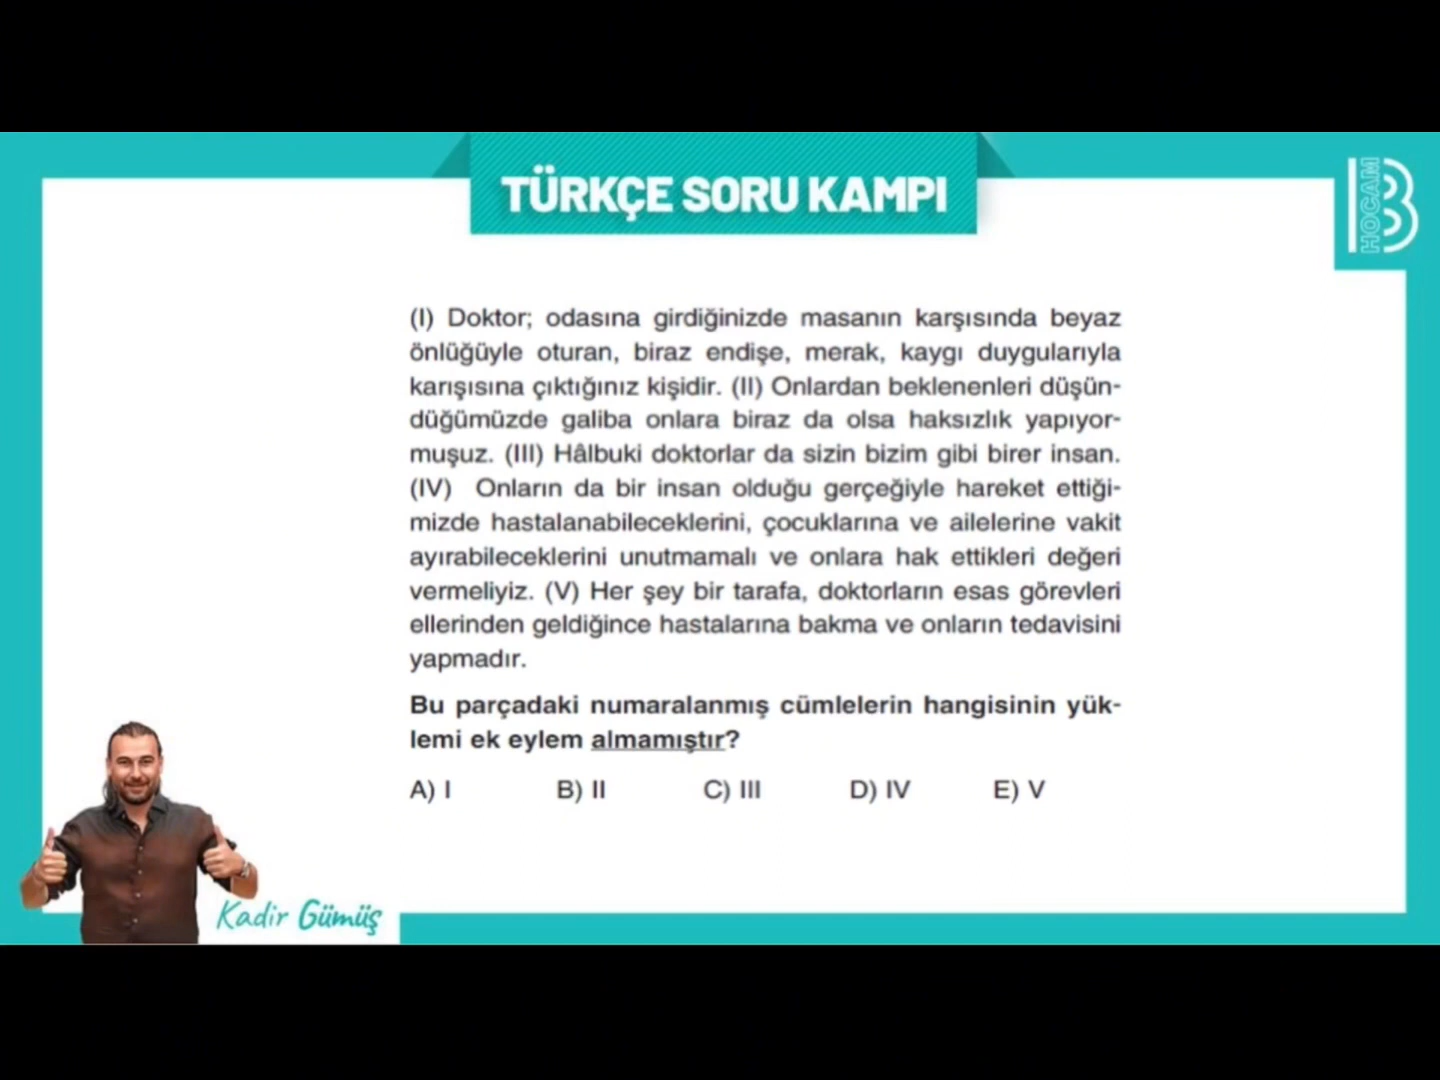 TÜRKÇE SORU KAMPI
HOCAM
B
(I) Doktor; odasına girdiğinizde masanın karşısında beyaz
önlüğüyle oturan, biraz endişe, merak, kaygı duygularıyla
karışısına çıktığınız kişidir. (II) Onlardan beklenenleri düşün-
düğümüzde galiba onlara biraz da olsa haksızlık yapıyor-
muşuz. (III) Hâlbuki doktorlar da sizin bizim gibi birer insan.
(IV) Onların da bir insan olduğu gerçeğiyle hareket ettiği-
mizde hastalanabileceklerini, çocuklarına ve ailelerine vakit
ayırabileceklerini unutmamalı ve onlara hak ettikleri değeri
vermeliyiz. (V) Her şey bir tarafa, doktorların esas görevleri
ellerinden geldiğince hastalarına bakma ve onların tedavisini
yapmadır.
Bu parçadaki numaralanmış cümlelerin hangisinin yük-
lemi ek eylem almamıştır?
A) I B) II C) III D) IV E) V
Kadir Gümüş